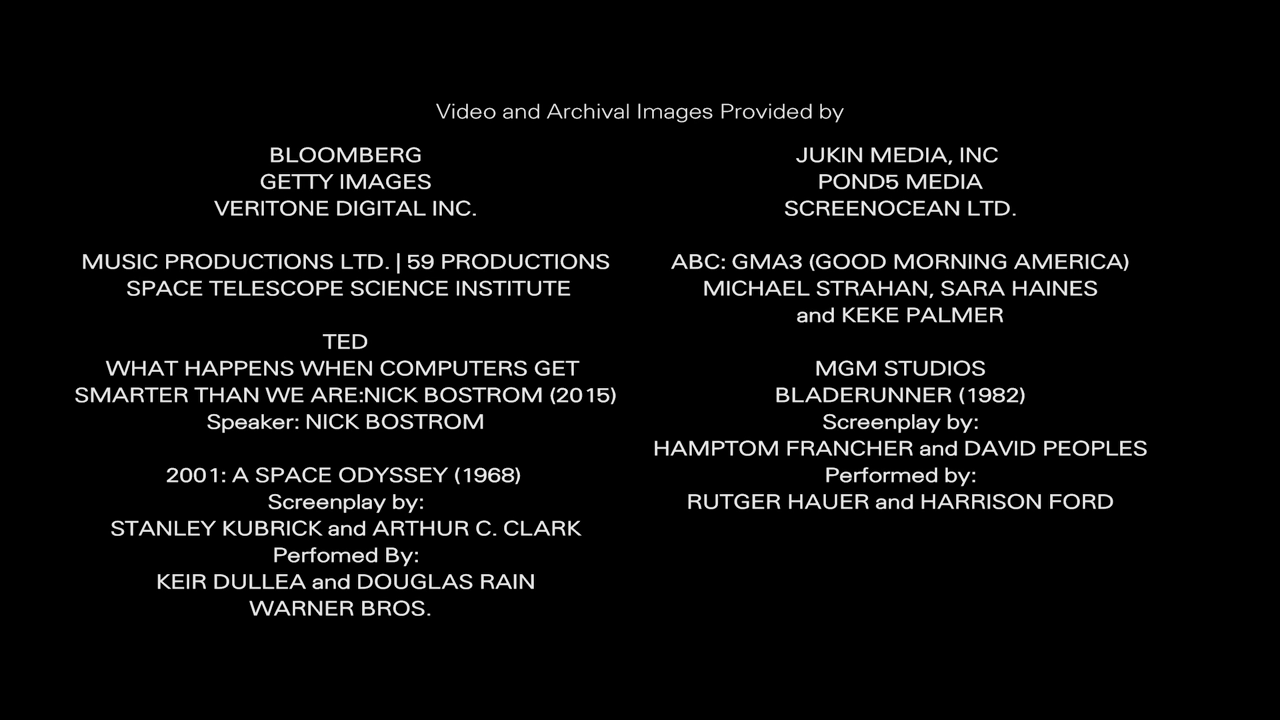 Video and Archival Images Provided by
BLOOMBERG
GETTY IMAGES
VERITONE DIGITAL INC.
MUSIC PRODUCTIONS LTD. | 59 PRODUCTIONS
SPACE TELESCOPE SCIENCE INSTITUTE
TED
WHAT HAPPENS WHEN COMPUTERS GET
SMARTER THAN WE ARE:NICK BOSTROM (2015)
Speaker: NICK BOSTROM
2001: A SPACE ODYSSEY (1968)
Screenplay by:
STANLEY KUBRICK and ARTHUR C. CLARK
Perfomed By:
KEIR DULLEA and DOUGLAS RAIN
WARNER BROS.
JUKIN MEDIA, INC
POND5 MEDIA
SCREENOCEAN LTD.
ABC: GMA3 (GOOD MORNING AMERICA)
MICHAEL STRAHAN, SARA HAINES
and KEKE PALMER
MGM STUDIOS
BLADERUNNER (1982)
Screenplay by:
HAMPTOM FRANCHER and DAVID PEOPLES
Performed by:
RUTGER HAUER and HARRISON FORD